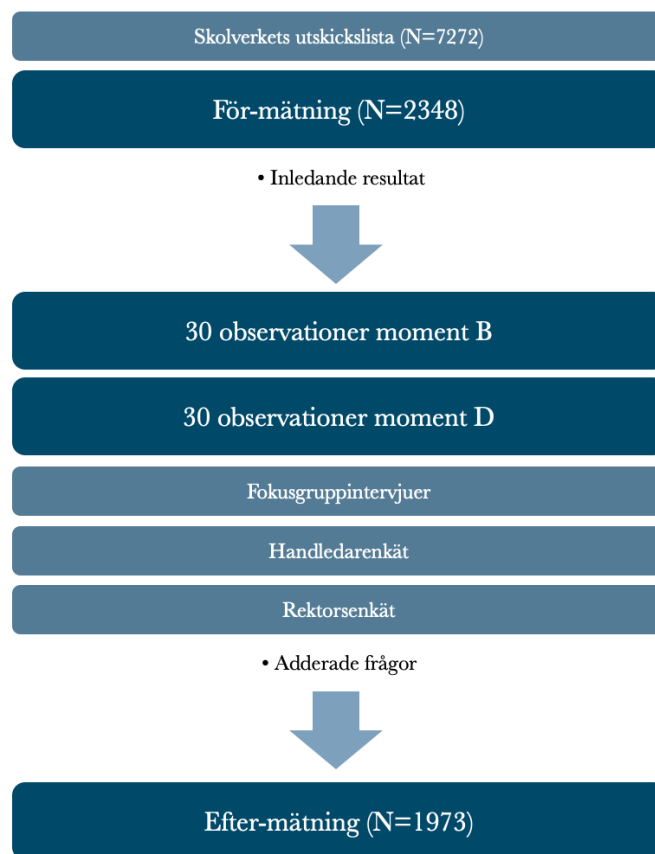 Skolverkets utskickslista (N=7272)
För-mätning (N=2348)
• Inledande resultat
30 observationer moment B
30 observationer moment D
Fokusgruppintervjuer
Handledarenkät
Rektorsenkät
• Adderade frågor
Efter-mätning (N=1973)